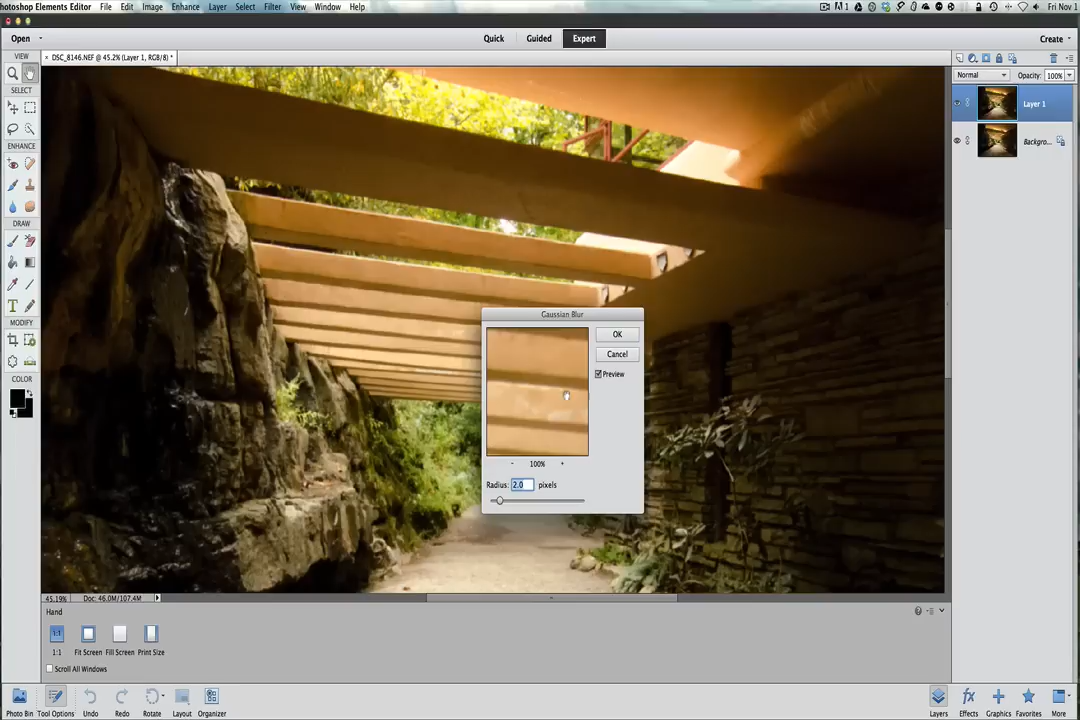 hotoshop Elements Editor File Edit Image Enhance Layer Select Filter View Window Help Fri Nov 1
Open Quick Guided Expert Create
VIEW × DSC_8146.NEF @ 45.2% (Layer 1, RGB/8) *
Normal Opacity: 100%
SELECT
Layer 1
Backgro...
ENHANCE
DRAW
T
MODIFY
COLOR
Gaussian Blur
OK
Cancel
Preview
- 100% +
Radius: 2.0 pixels
45.19% Doc: 46.0M/107.4M
Hand
1:1
1:1 Fit Screen Fill Screen Print Size
Scroll All Windows
fx
Photo Bin Tool Options Undo Redo Rotate Layout Organizer Layers Effects Graphics Favorites More